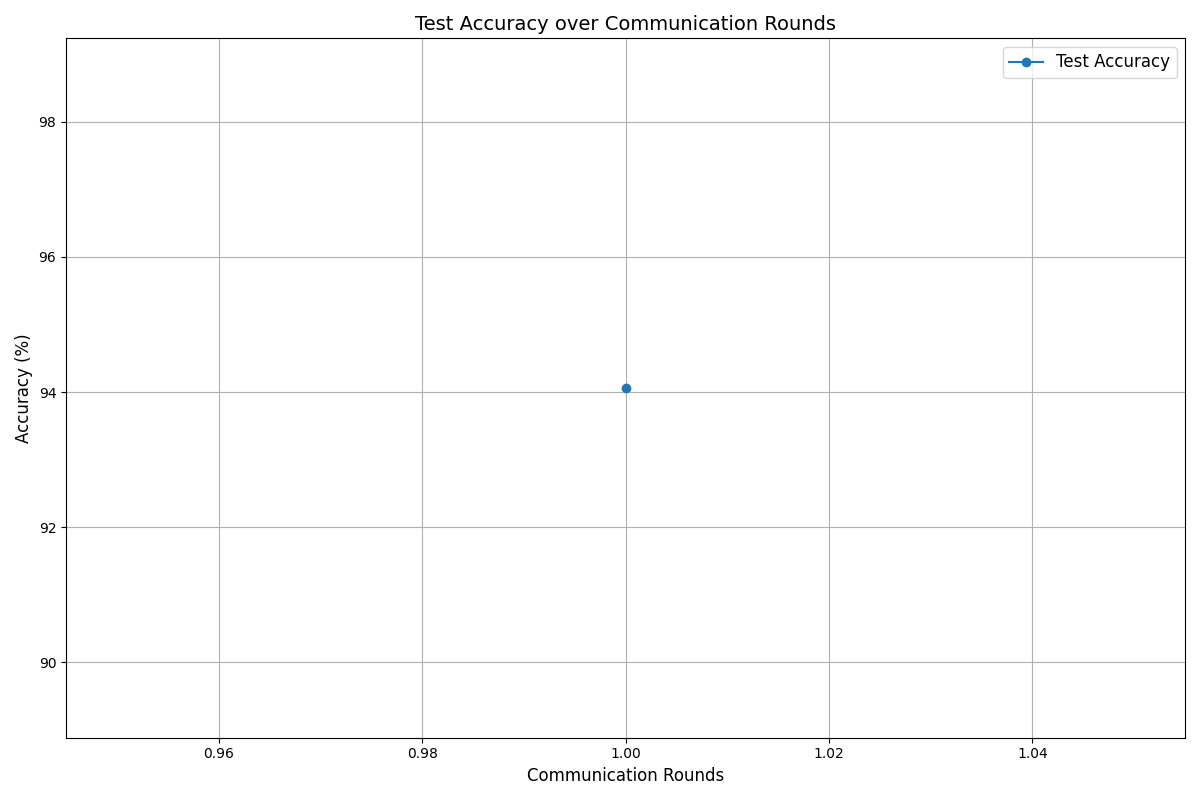 Test Accuracy over Communication Rounds
Test Accuracy
98
96
94
92
90
Accuracy (%)
0.96 0.98 1.00 1.02 1.04
Communication Rounds